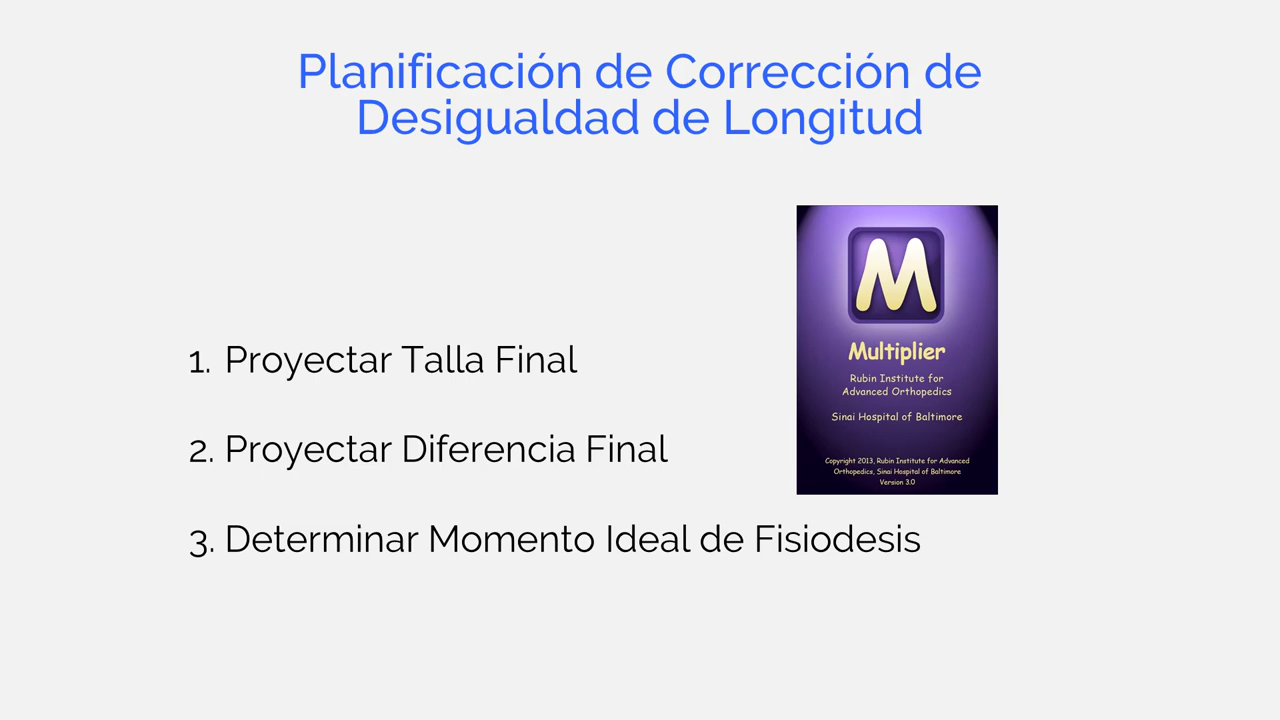 Planificación de Corrección de
Desigualdad de Longitud
M
Multiplier
Rubin Institute for
Advanced Orthopedics
Sinai Hospital of Baltimore
Copyright 2013, Rubin Institute for Advanced
Orthopedics, Sinai Hospital of Baltimore
Version 3.0
1. Proyectar Talla Final
2. Proyectar Diferencia Final
3. Determinar Momento Ideal de Fisiodesis